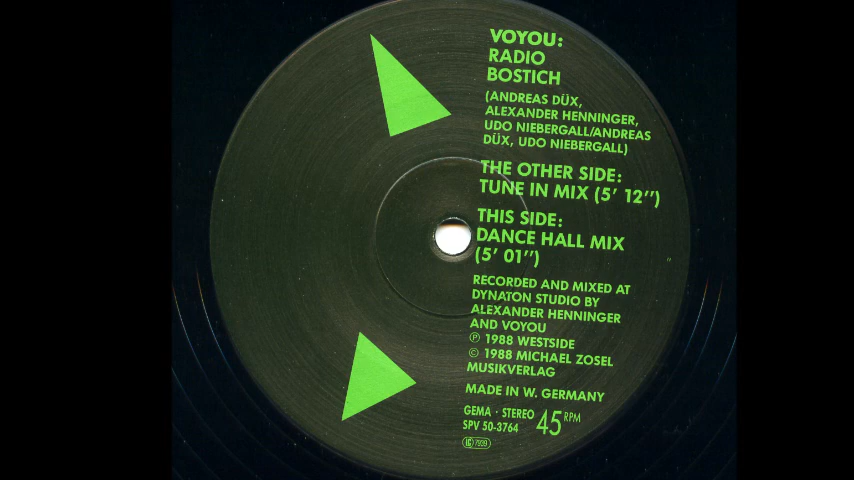 VOYOU:
RADIO
BOSTICH
(ANDREAS DÜX,
ALEXANDER HENNINGER,
UDO NIEBERGALL/ANDREAS
DÜX, UDO NIEBERGALL)
THE OTHER SIDE:
TUNE IN MIX (5' 12'')
THIS SIDE:
DANCE HALL MIX
(5' 01'')
RECORDED AND MIXED AT
DYNATON STUDIO BY
ALEXANDER HENNINGER
AND VOYOU
℗ 1988 WESTSIDE
© 1988 MICHAEL ZOSEL
MUSIKVERLAG
MADE IN W. GERMANY
GEMA · STEREO 45 RPM
SPV 50-3764
LC 7939